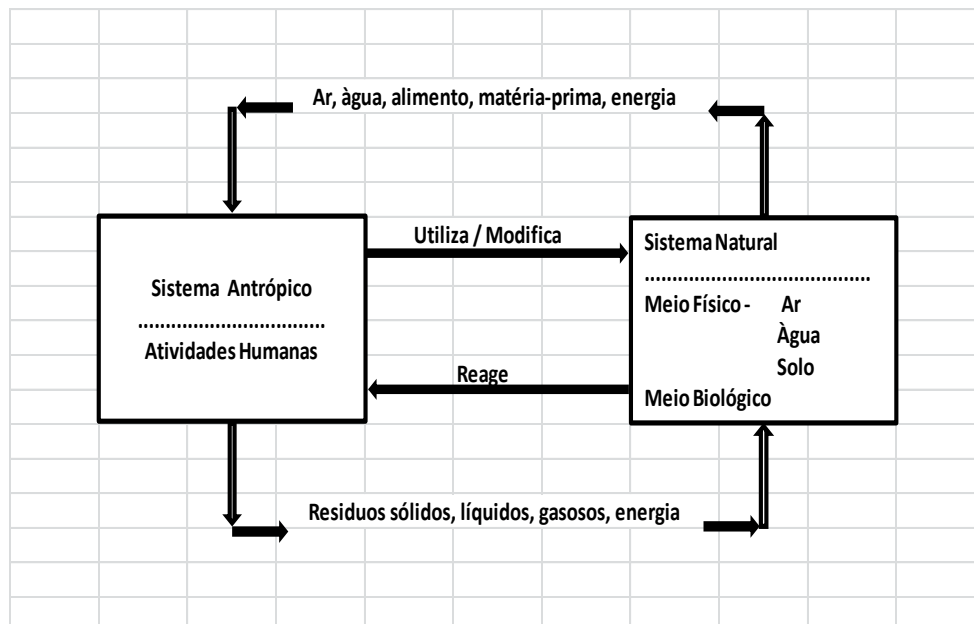 Ar, àgua, alimento, matéria-prima, energia
Utiliza / Modifica
Sistema Antrópico
..................................
Atividades Humanas
Sistema Natural
.........................................
Meio Físico - Ar
Àgua
Solo
Meio Biológico
Reage
Residuos sólidos, líquidos, gasosos, energia